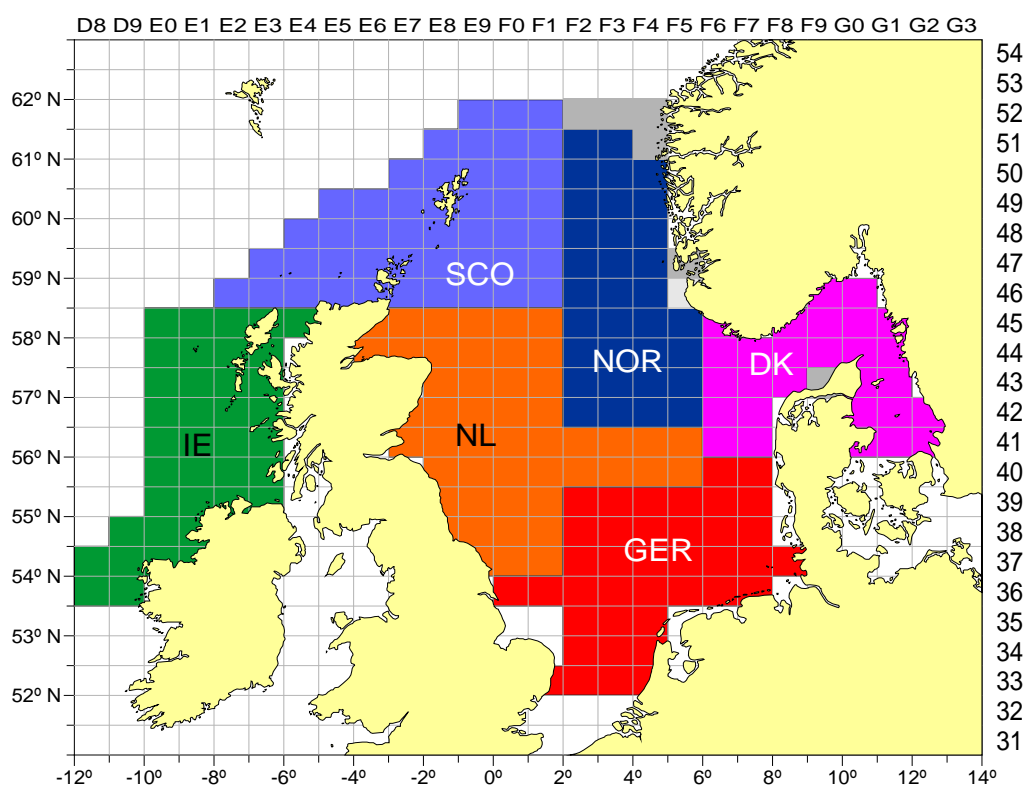 D8 D9 E0 E1 E2 E3 E4 E5 E6 E7 E8 E9 F0 F1 F2 F3 F4 F5 F6 F7 F8 F9 G0 G1 G2 G3
54
53
62º N 52
51
61º N 50
49
60º N 48
47
SCO
59º N 46
45
58º N 44
NOR DK
43
57º N 42
IE NL
41
56º N 40
39
55º N 38
GER
37
54º N 36
35
53º N 34
33
52º N 32
31
-12º -10º -8º -6º -4º -2º 0º 2º 4º 6º 8º 10º 12º 14º